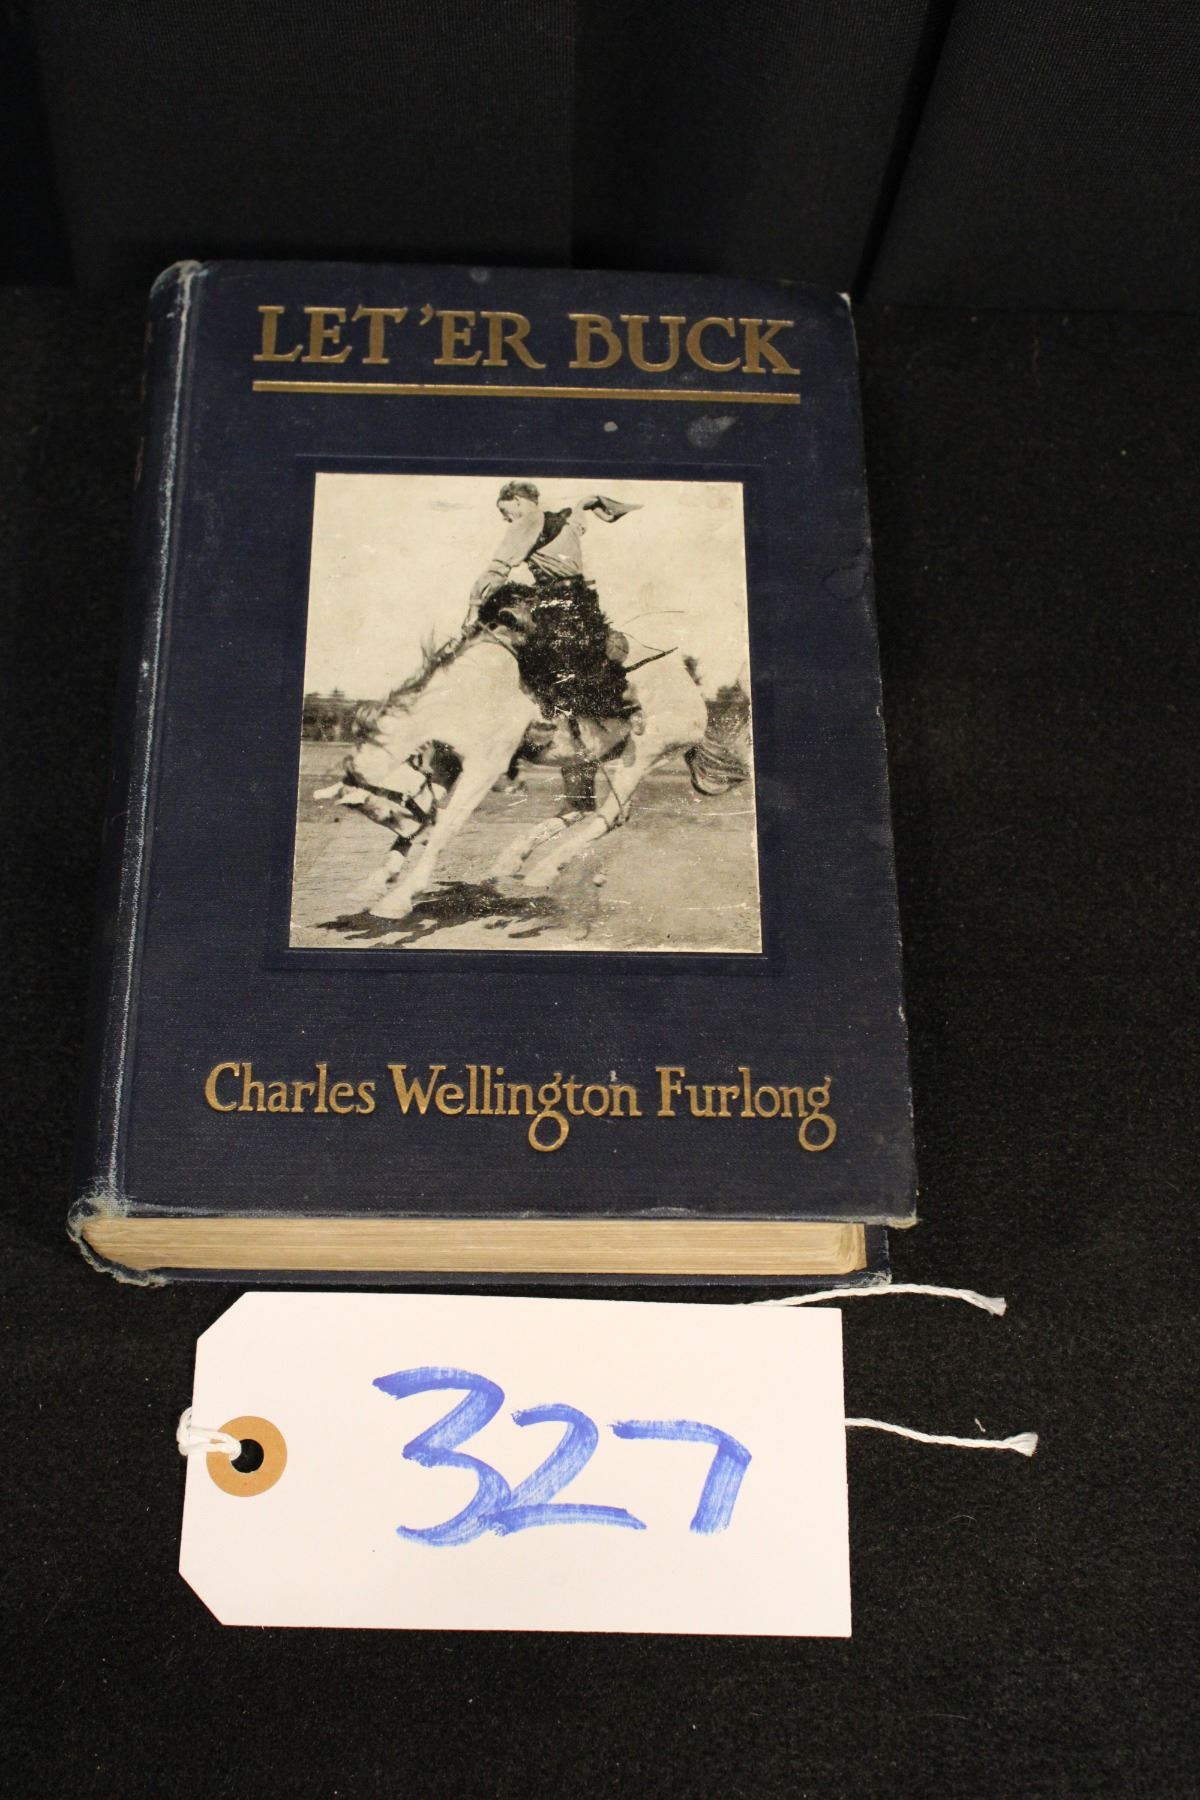 LET 'ER BUCK
Charles Wellington Furlong
327